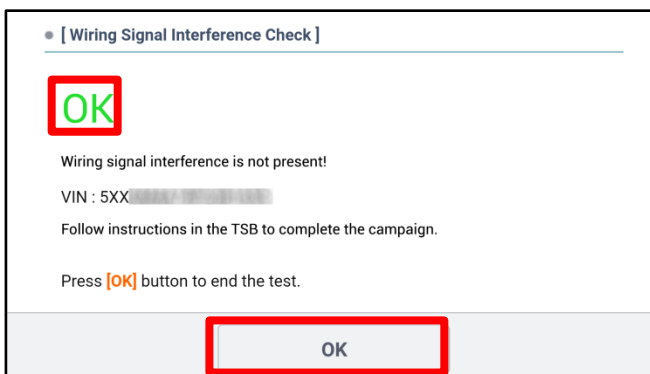 [ Wiring Signal Interference Check ]
OK
Wiring signal interference is not present!
VIN : 5XX
Follow instructions in the TSB to complete the campaign.
Press [OK] button to end the test.
OK